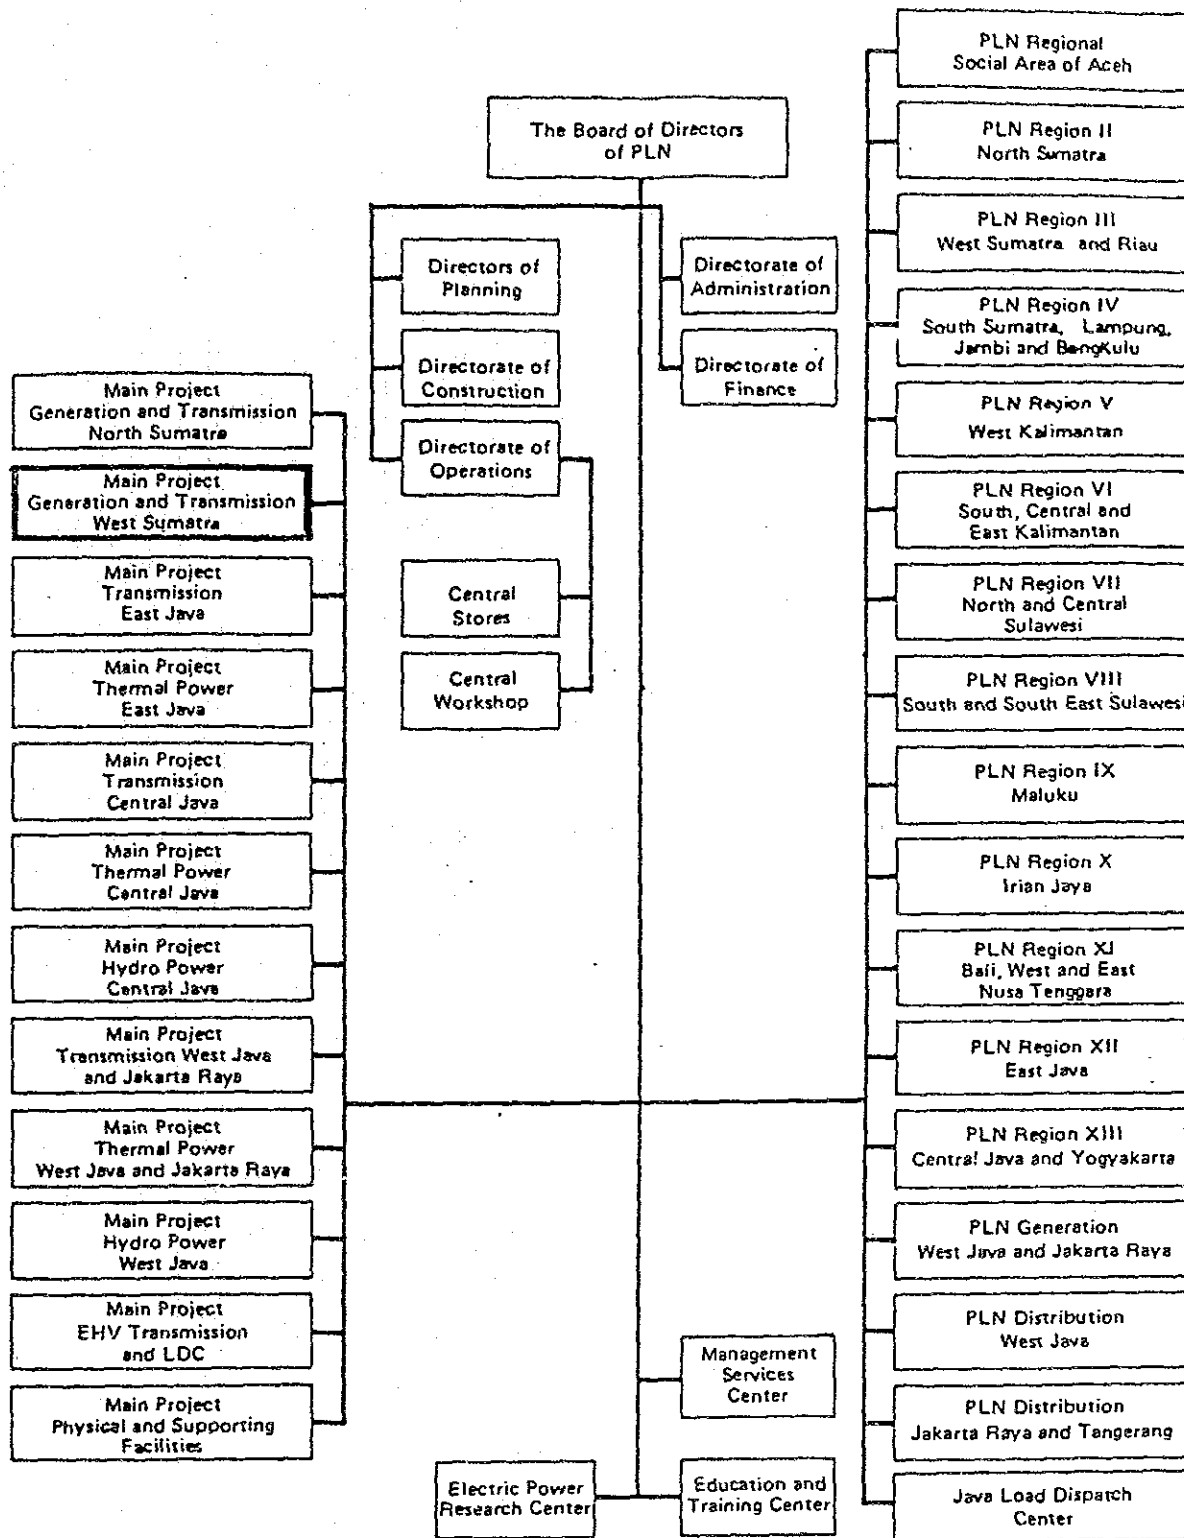 The Board of Directors
of PLN
Directors of
Planning
Directorate of
Construction
Directorate of
Operations
Central
Stores
Central
Workshop
Directorate of
Administration
Directorate of
Finance
Main Project
Generation and Transmission
North Sumatra
Main Project
Generation and Transmission
West Sumatra
Main Project
Transmission
East Java
Main Project
Thermal Power
East Java
Main Project
Transmission
Central Java
Main Project
Thermal Power
Central Java
Main Project
Hydro Power
Central Java
Main Project
Transmission West Java
and Jakarta Raya
Main Project
Thermal Power
West Java and Jakarta Raya
Main Project
Hydro Power
West Java
Main Project
EHV Transmission
and LDC
Main Project
Physical and Supporting
Facilities
Management
Services
Center
Electric Power
Research Center
Education and
Training Center
PLN Regional
Social Area of Aceh
PLN Region II
North Sumatra
PLN Region III
West Sumatra and Riau
PLN Region IV
South Sumatra, Lampung,
Jambi and BengKulu
PLN Region V
West Kalimantan
PLN Region VI
South, Central and
East Kalimantan
PLN Region VII
North and Central
Sulawesi
PLN Region VIII
South and South East Sulawesi
PLN Region IX
Maluku
PLN Region X
Irian Jaya
PLN Region XI
Bali, West and East
Nusa Tenggara
PLN Region XII
East Java
PLN Region XIII
Central Java and Yogyakarta
PLN Generation
West Java and Jakarta Raya
PLN Distribution
West Java
PLN Distribution
Jakarta Raya and Tangerang
Java Load Dispatch
Center